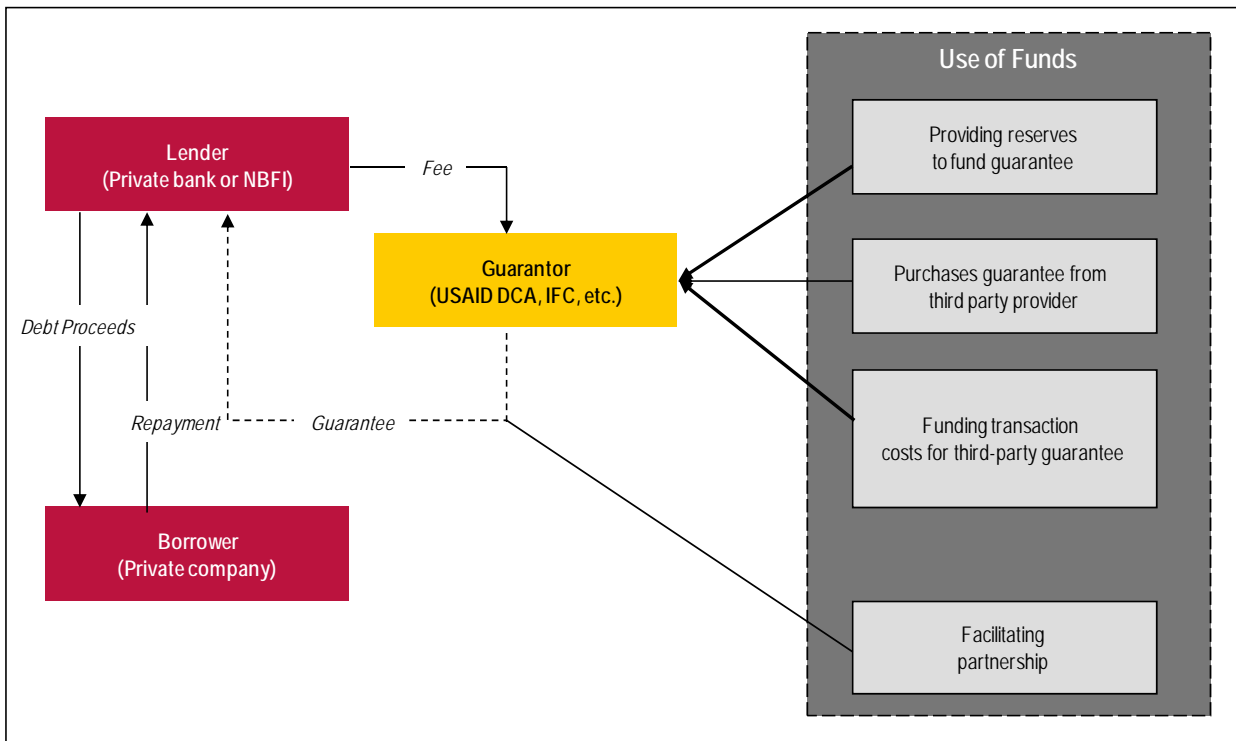 Use of Funds
Lender
(Private bank or NBFI)
Fee
Providing reserves
to fund guarantee
Guarantor
(USAID DCA, IFC, etc.)
Purchases guarantee from
third party provider
Debt Proceeds
Repayment
Guarantee
Funding transaction
costs for third-party guarantee
Borrower
(Private company)
Facilitating
partnership